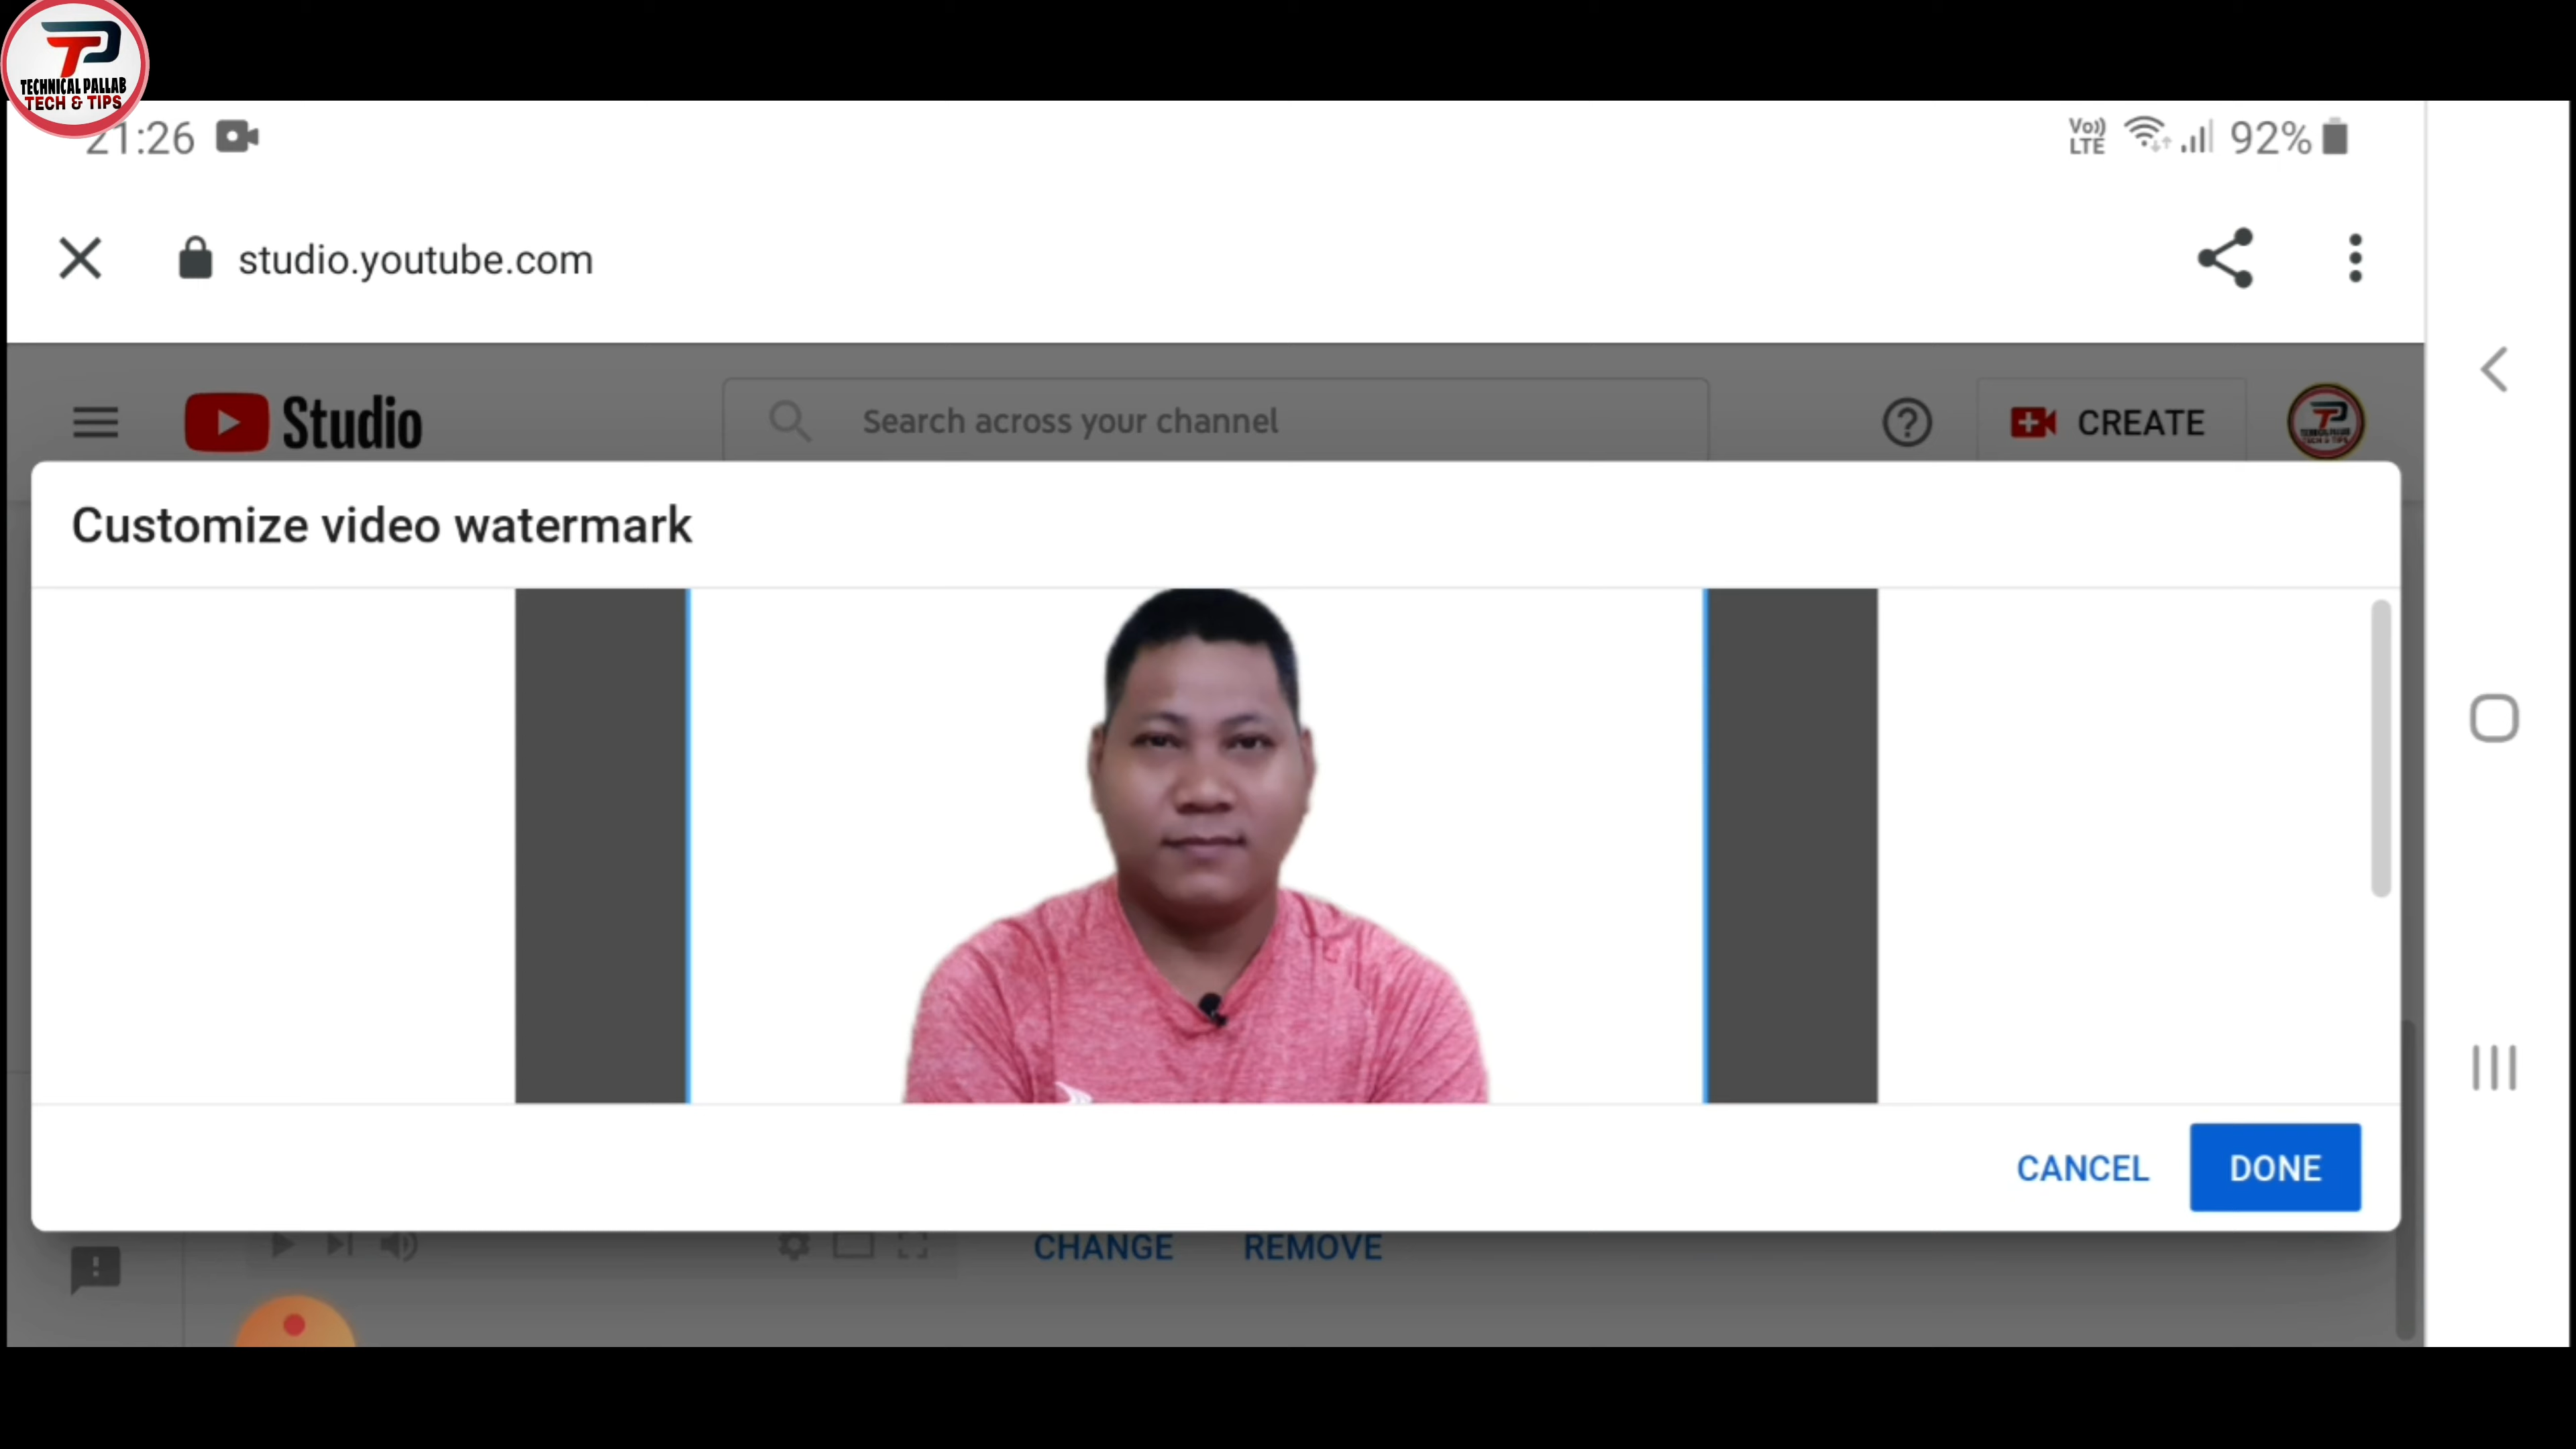 TECHNICAL PALLAB
TECH & TIPS
21:26
Vo)) LTE
92%
studio.youtube.com
Studio
Search across your channel
CREATE
Customize video watermark
CANCEL
DONE
CHANGE
REMOVE